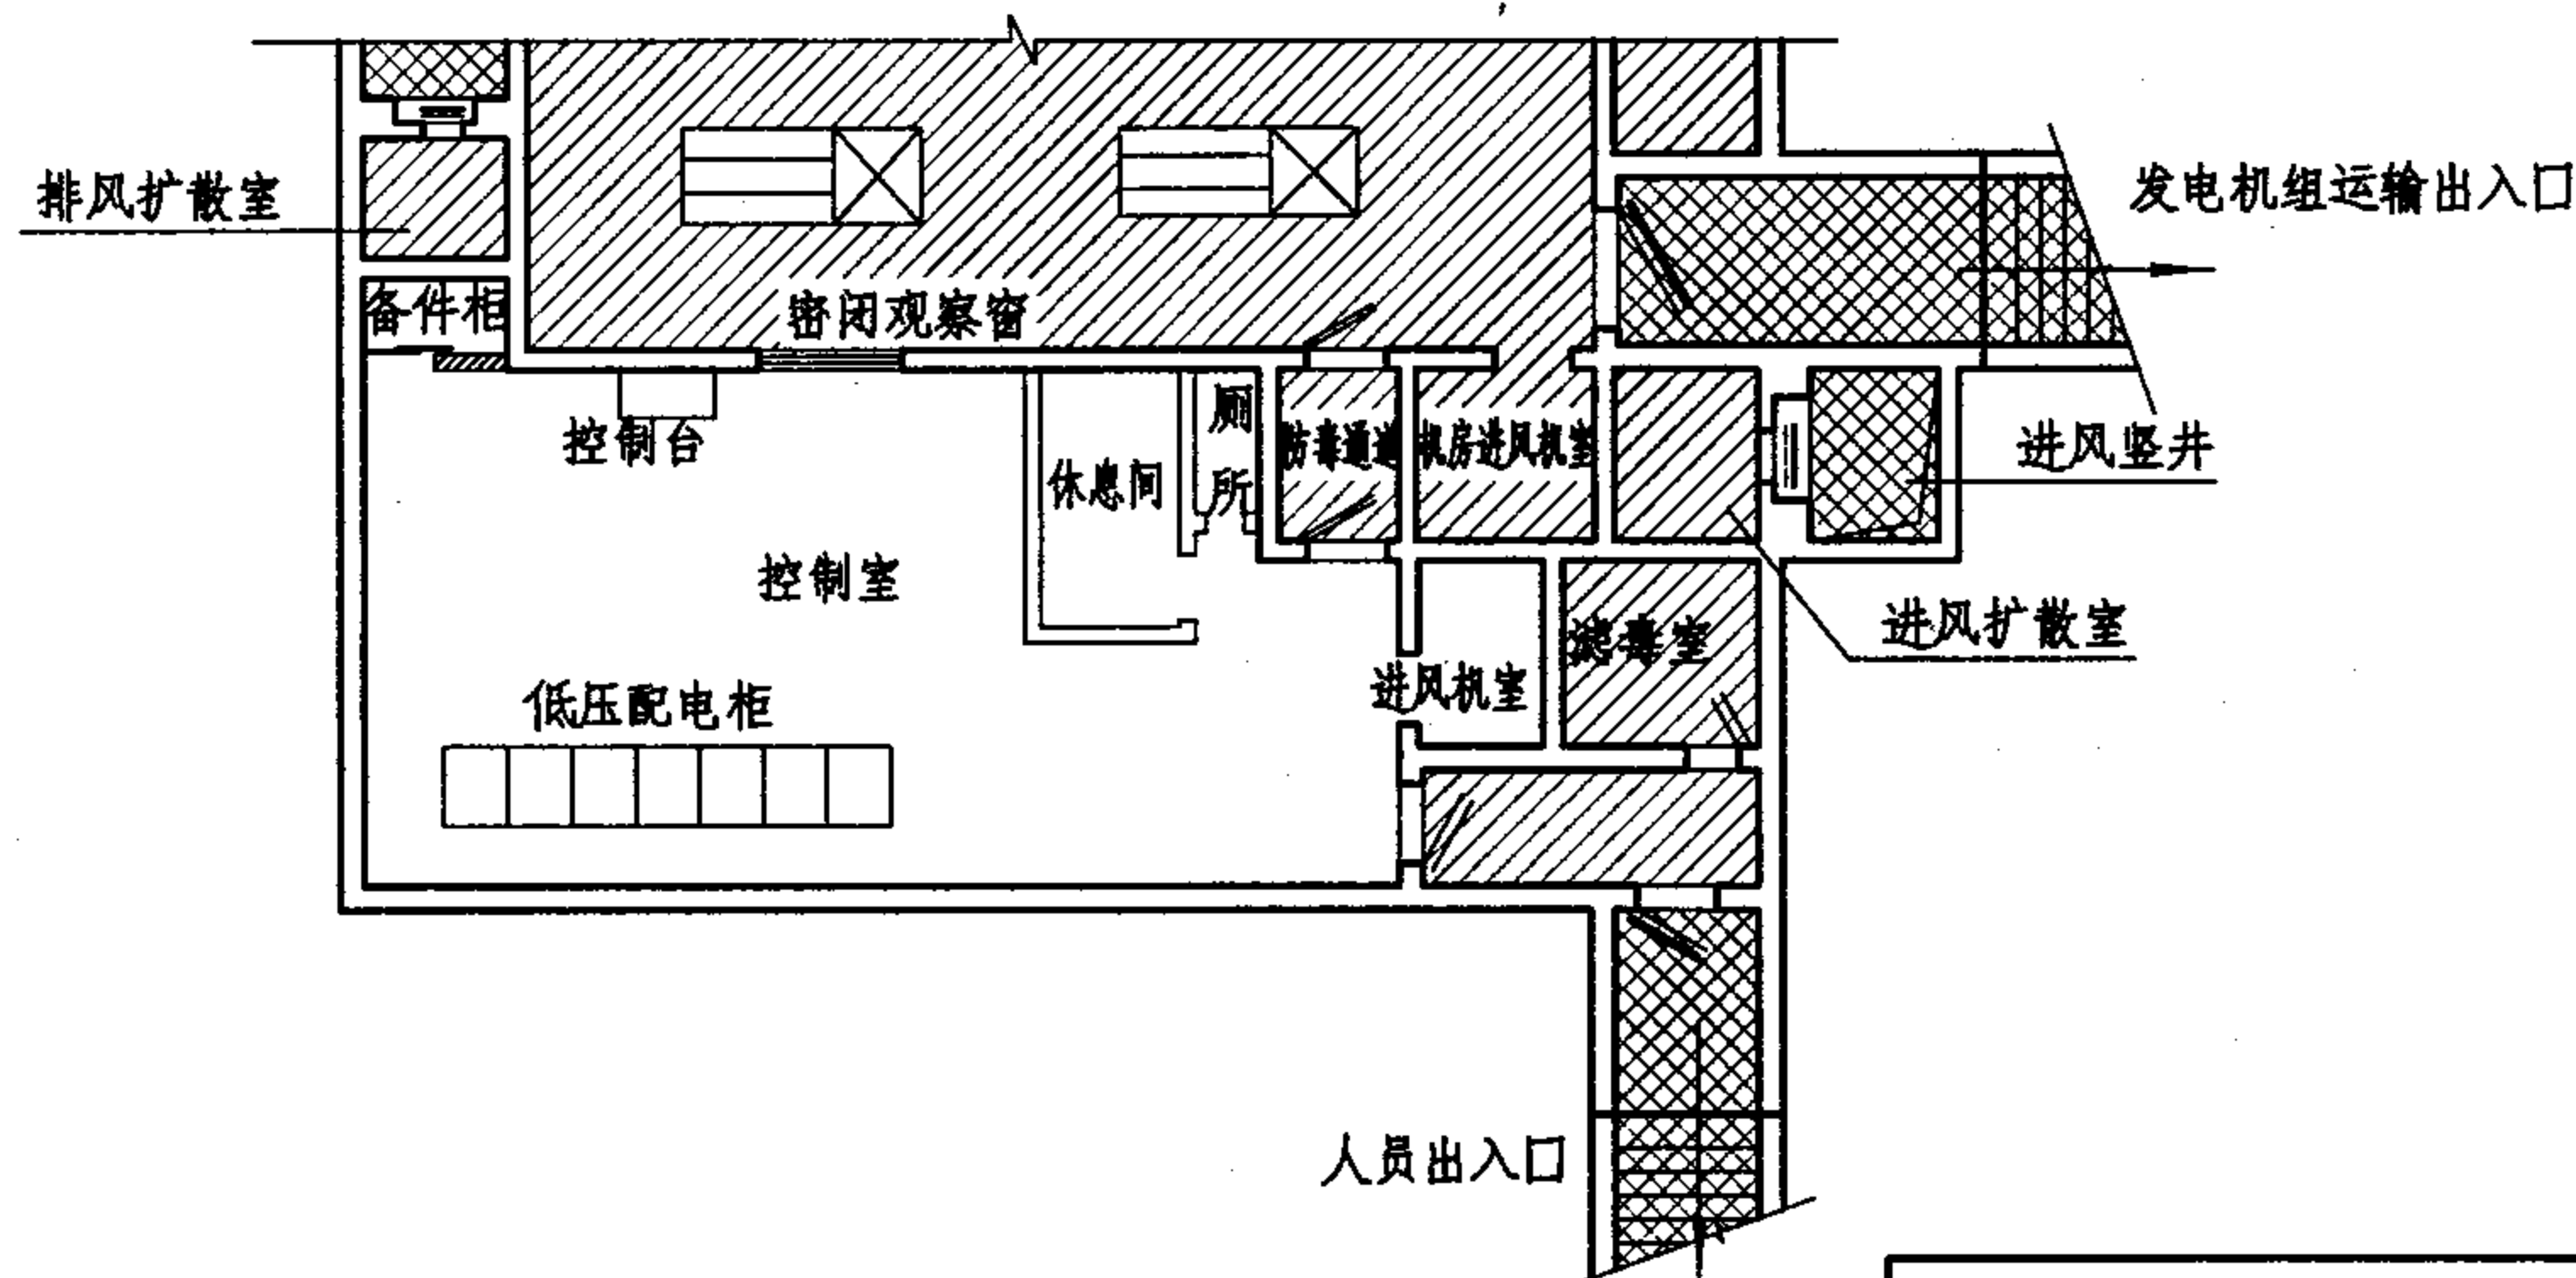 排风扩散室
发电机组运输出入口
备件柜
密闭观察窗
控制台
休息间
厕所
防毒通道
机房进风机室
进风竖井
控制室
滤毒室
进风扩散室
进风机室
低压配电柜
人员出入口